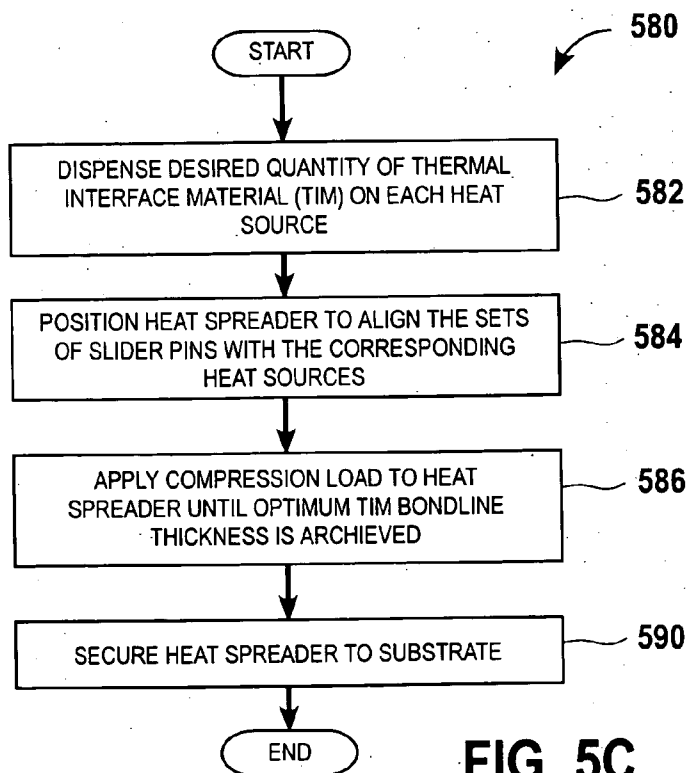 580
START
DISPENSE DESIRED QUANTITY OF THERMAL
INTERFACE MATERIAL (TIM) ON EACH HEAT
SOURCE
582
POSITION HEAT SPREADER TO ALIGN THE SETS
OF SLIDER PINS WITH THE CORRESPONDING
HEAT SOURCES
584
APPLY COMPRESSION LOAD TO HEAT
SPREADER UNTIL OPTIMUM TIM BONDLINE
THICKNESS IS ARCHIEVED
586
SECURE HEAT SPREADER TO SUBSTRATE
590
END
FIG. 5C